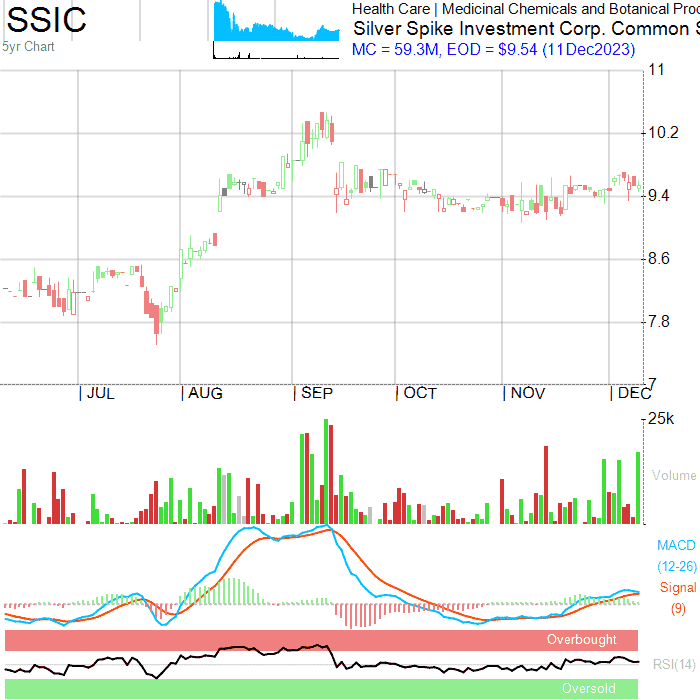 SSIC
5yr Chart
Health Care | Medicinal Chemicals and Botanical Proc
Silver Spike Investment Corp. Common S
MC = 59.3M, EOD = $9.54 (11Dec2023)
11
10.2
9.4
8.6
7.8
7
| JUL | AUG | SEP | OCT | NOV | DEC
25k
Volume
MACD
(12-26)
Signal
(9)
Overbought
RSI(14)
Oversold